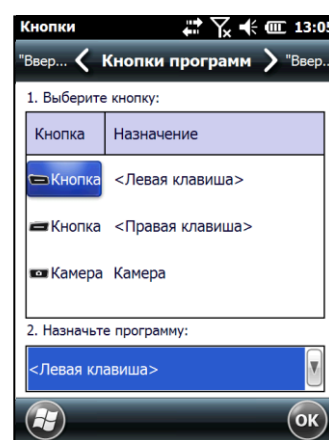 Кнопки 13:05
"Ввер... Кнопки программ "Ввер..
1. Выберите кнопку:
Кнопка Назначение
Кнопка <Левая клавиша>
Кнопка <Правая клавиша>
Камера Камера
2. Назначьте программу:
<Левая клавиша>
ок